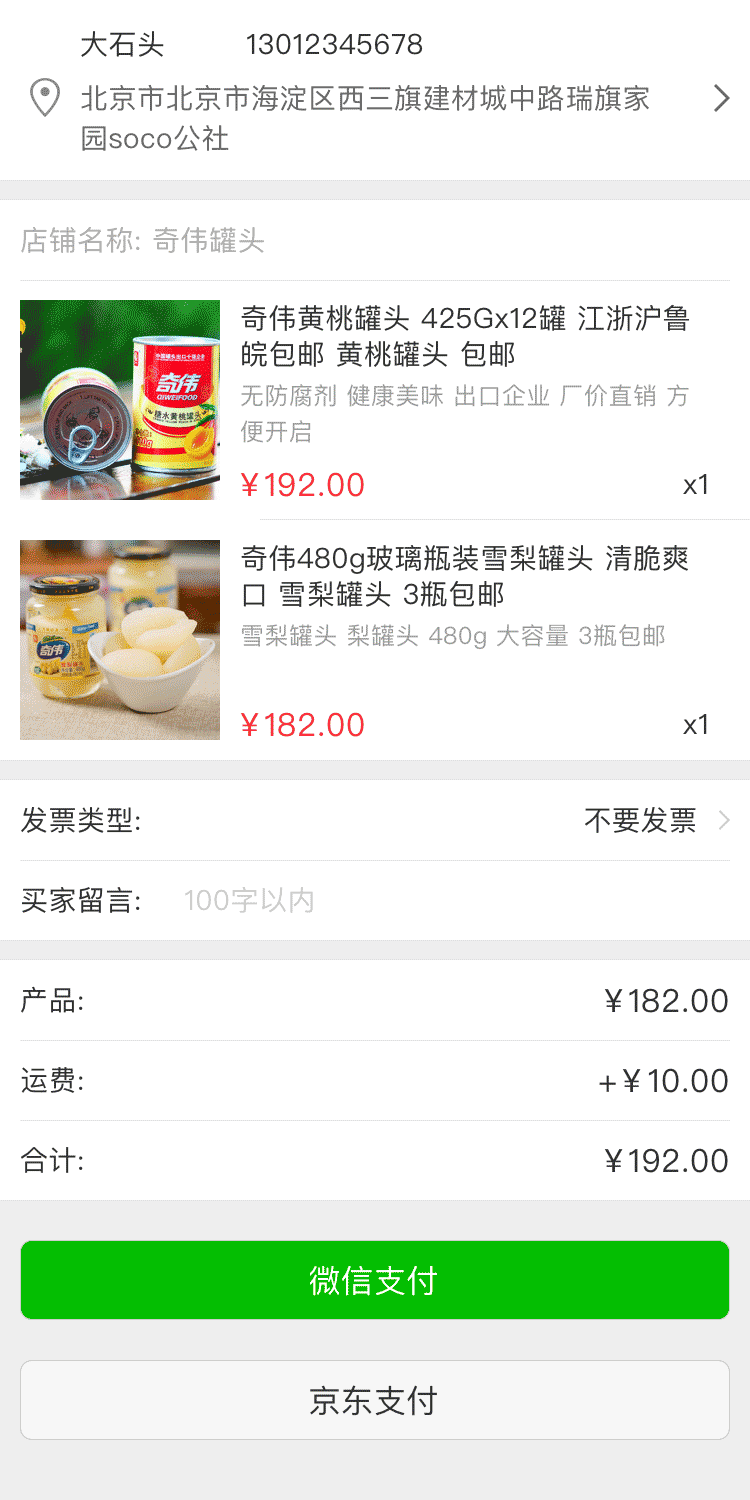 大石头 13012345678
北京市北京市海淀区西三旗建材城中路瑞旗家
园soco公社
店铺名称: 奇伟罐头
奇伟黄桃罐头 425Gx12罐 江浙沪鲁
皖包邮 黄桃罐头 包邮
无防腐剂 健康美味 出口企业 厂价直销 方
便开启
¥192.00 x1
奇伟
QIWEIFOOD
糖水黄桃罐头
奇伟480g玻璃瓶装雪梨罐头 清脆爽
口 雪梨罐头 3瓶包邮
雪梨罐头 梨罐头 480g 大容量 3瓶包邮
¥182.00 x1
奇伟
发票类型: 不要发票
买家留言: 100字以内
产品: ¥182.00
运费: +¥10.00
合计: ¥192.00
微信支付
京东支付